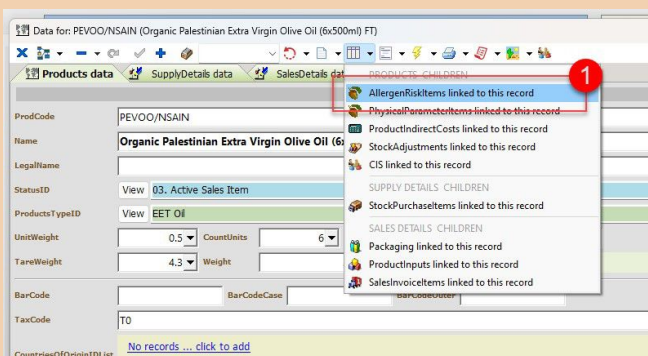 Data for: PEVOO/NSAIN (Organic Palestinian Extra Virgin Olive Oil (6x500ml) FT)
Products data SupplyDetails data SalesDetails dat
PRODUCTS CHILDREN
1
AllergenRiskItems linked to this record
PhysicalParameterItems linked to this record
ProductIndirectCosts linked to this record
StockAdjustments linked to this record
CIS linked to this record
SUPPLY DETAILS CHILDREN
StockPurchaseItems linked to this record
SALES DETAILS CHILDREN
Packaging linked to this record
ProductInputs linked to this record
SalesInvoiceItems linked to this record
ProdCode PEVOO/NSAIN
Name Organic Palestinian Extra Virgin Olive Oil (6x
LegalName
StatusID View 03. Active Sales Item
ProductsTypeID View EET Oil
UnitWeight 0.5 CountUnits 6
TareWeight 4.3 Weight
BarCode BarCodeCase BarCodeOuter
TaxCode T0
CountriesOfOriginIDList No records ... click to add